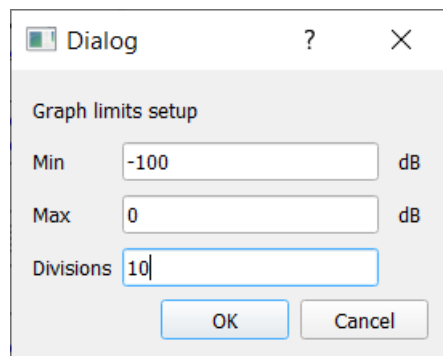 Dialog ?
Graph limits setup
Min -100 dB
Max 0 dB
Divisions 10
OK Cancel